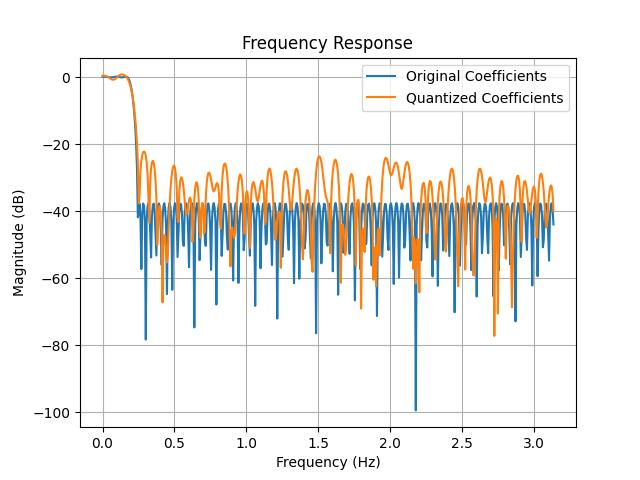 Frequency Response
Original Coefficients
Quantized Coefficients
Magnitude (dB)
0
−20
−40
−60
−80
−100
0.0 0.5 1.0 1.5 2.0 2.5 3.0
Frequency (Hz)